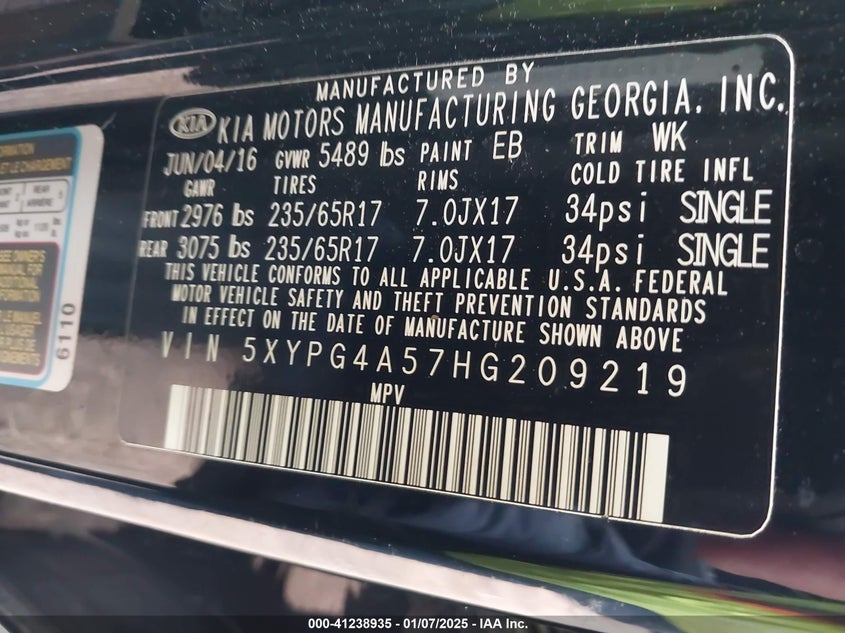 MANUFACTURED BY
KIA KIA MOTORS MANUFACTURING GEORGIA, INC.
JUN/04/16 GVWR 5489 lbs PAINT EB TRIM WK
GAWR TIRES RIMS COLD TIRE INFL
FRONT 2976 lbs 235/65R17 7.0JX17 34psi SINGLE
REAR 3075 lbs 235/65R17 7.0JX17 34psi SINGLE
THIS VEHICLE CONFORMS TO ALL APPLICABLE U.S.A. FEDERAL
MOTOR VEHICLE SAFETY AND THEFT PREVENTION STANDARDS
IN EFFECT ON THE DATE OF MANUFACTURE SHOWN ABOVE
VIN 5XYPG4A57HG209219
MPV
6110
000-41238935 - 01/07/2025 - IAA Inc.